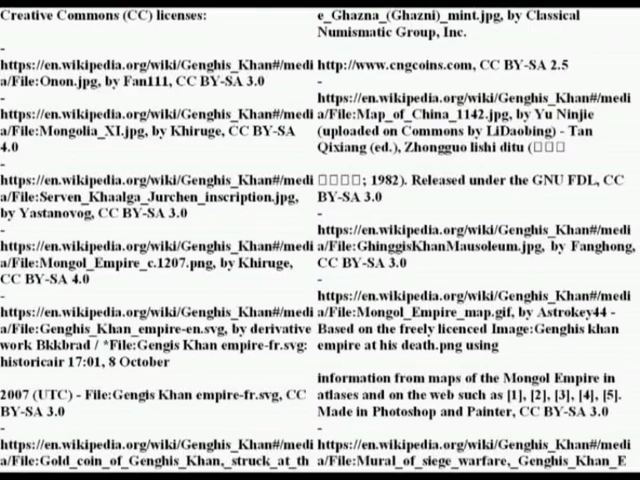 Creative Commons (CC) licenses:
-
https://en.wikipedia.org/wiki/Genghis_Khan#/medi
a/File:Onon.jpg, by Fan111, CC BY-SA 3.0
-
https://en.wikipedia.org/wiki/Genghis_Khan#/medi
a/File:Mongolia_XI.jpg, by Khiruge, CC BY-SA
4.0
-
https://en.wikipedia.org/wiki/Genghis_Khan#/medi
a/File:Serven_Khaalga_Jurchen_inscription.jpg,
by Yastanovog, CC BY-SA 3.0
-
https://en.wikipedia.org/wiki/Genghis_Khan#/medi
a/File:Mongol_Empire_c.1207.png, by Khiruge,
CC BY-SA 4.0
-
https://en.wikipedia.org/wiki/Genghis_Khan#/medi
a/File:Genghis_Khan_empire-en.svg, by derivative
work Bkkbrad / *File:Gengis Khan empire-fr.svg:
historicair 17:01, 8 October
2007 (UTC) - File:Gengis Khan empire-fr.svg, CC
BY-SA 3.0
-
https://en.wikipedia.org/wiki/Genghis_Khan#/medi
a/File:Gold_coin_of_Genghis_Khan,_struck_at_th
e_Ghazna_(Ghazni)_mint.jpg, by Classical
Numismatic Group, Inc.
http://www.cngcoins.com, CC BY-SA 2.5
-
https://en.wikipedia.org/wiki/Genghis_Khan#/medi
a/File:Map_of_China_1142.jpg, by Yu Ninjie
(uploaded on Commons by LiDaobing) - Tan
Qixiang (ed.), Zhongguo lishi ditu (□□□
□□□□; 1982). Released under the GNU FDL, CC
BY-SA 3.0
-
https://en.wikipedia.org/wiki/Genghis_Khan#/medi
a/File:GhinggisKhanMausoleum.jpg, by Fanghong,
CC BY-SA 3.0
-
https://en.wikipedia.org/wiki/Genghis_Khan#/medi
a/File:Mongol_Empire_map.gif, by Astrokey44 -
Based on the freely licenced Image:Genghis khan
empire at his death.png using
information from maps of the Mongol Empire in
atlases and on the web such as [1], [2], [3], [4], [5].
Made in Photoshop and Painter, CC BY-SA 3.0
-
https://en.wikipedia.org/wiki/Genghis_Khan#/medi
a/File:Mural_of_siege_warfare,_Genghis_Khan_E